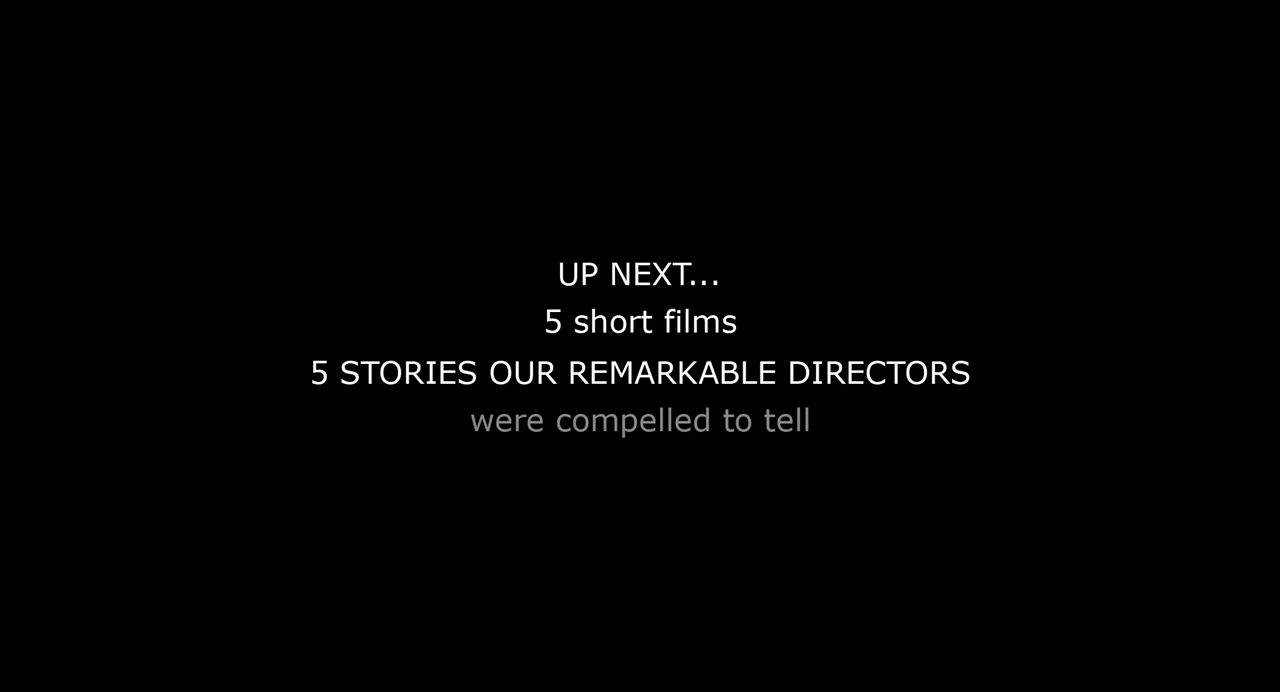 UP NEXT...
5 short films
5 STORIES OUR REMARKABLE DIRECTORS
were compelled to tell